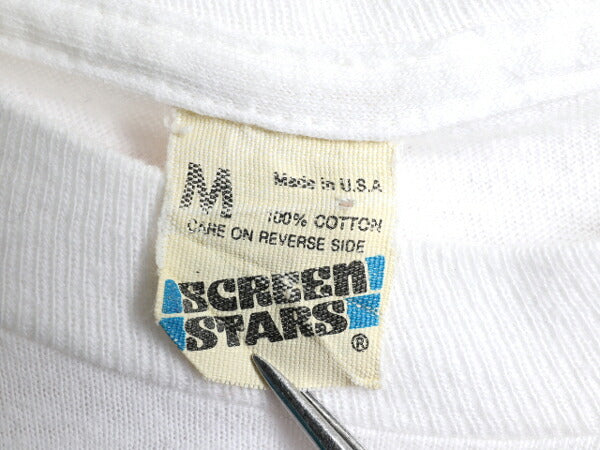 M
Made in U.S.A
100% COTTON
CARE ON REVERSE SIDE
SCREEN
STARS®